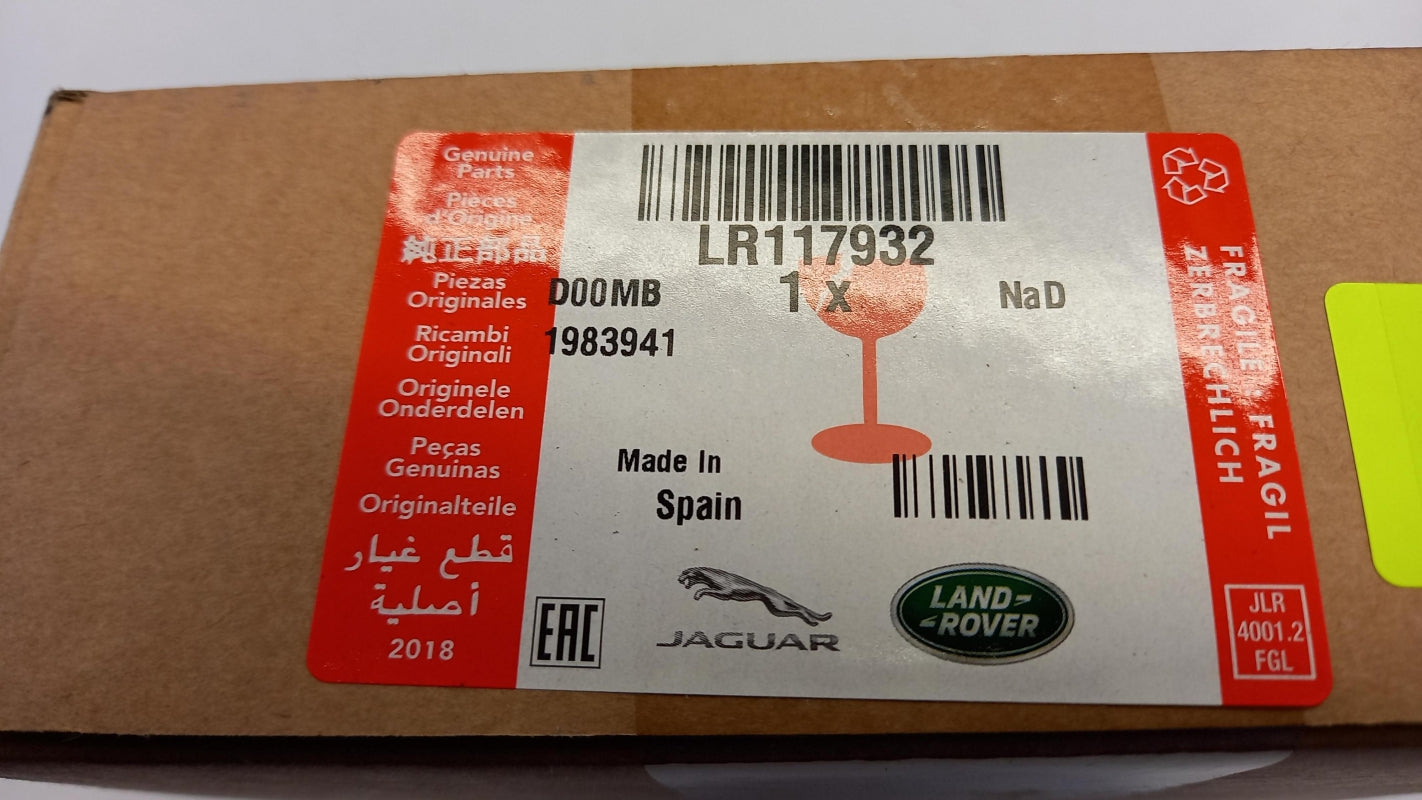 Genuine
Parts
Pièces
d'Origine
純正部品
Piezas
Originales
Ricambi
Originali
Originele
Onderdelen
Peças
Genuinas
Originalteile
قطع غيار
أصلية
2018
LR117932
D00MB
1 x
NaD
1983941
Made In
Spain
EAC
JAGUAR
LAND-
-ROVER
FRAGILE • FRAGIL
ZERBRECHLICH
JLR
4001.2
FGL